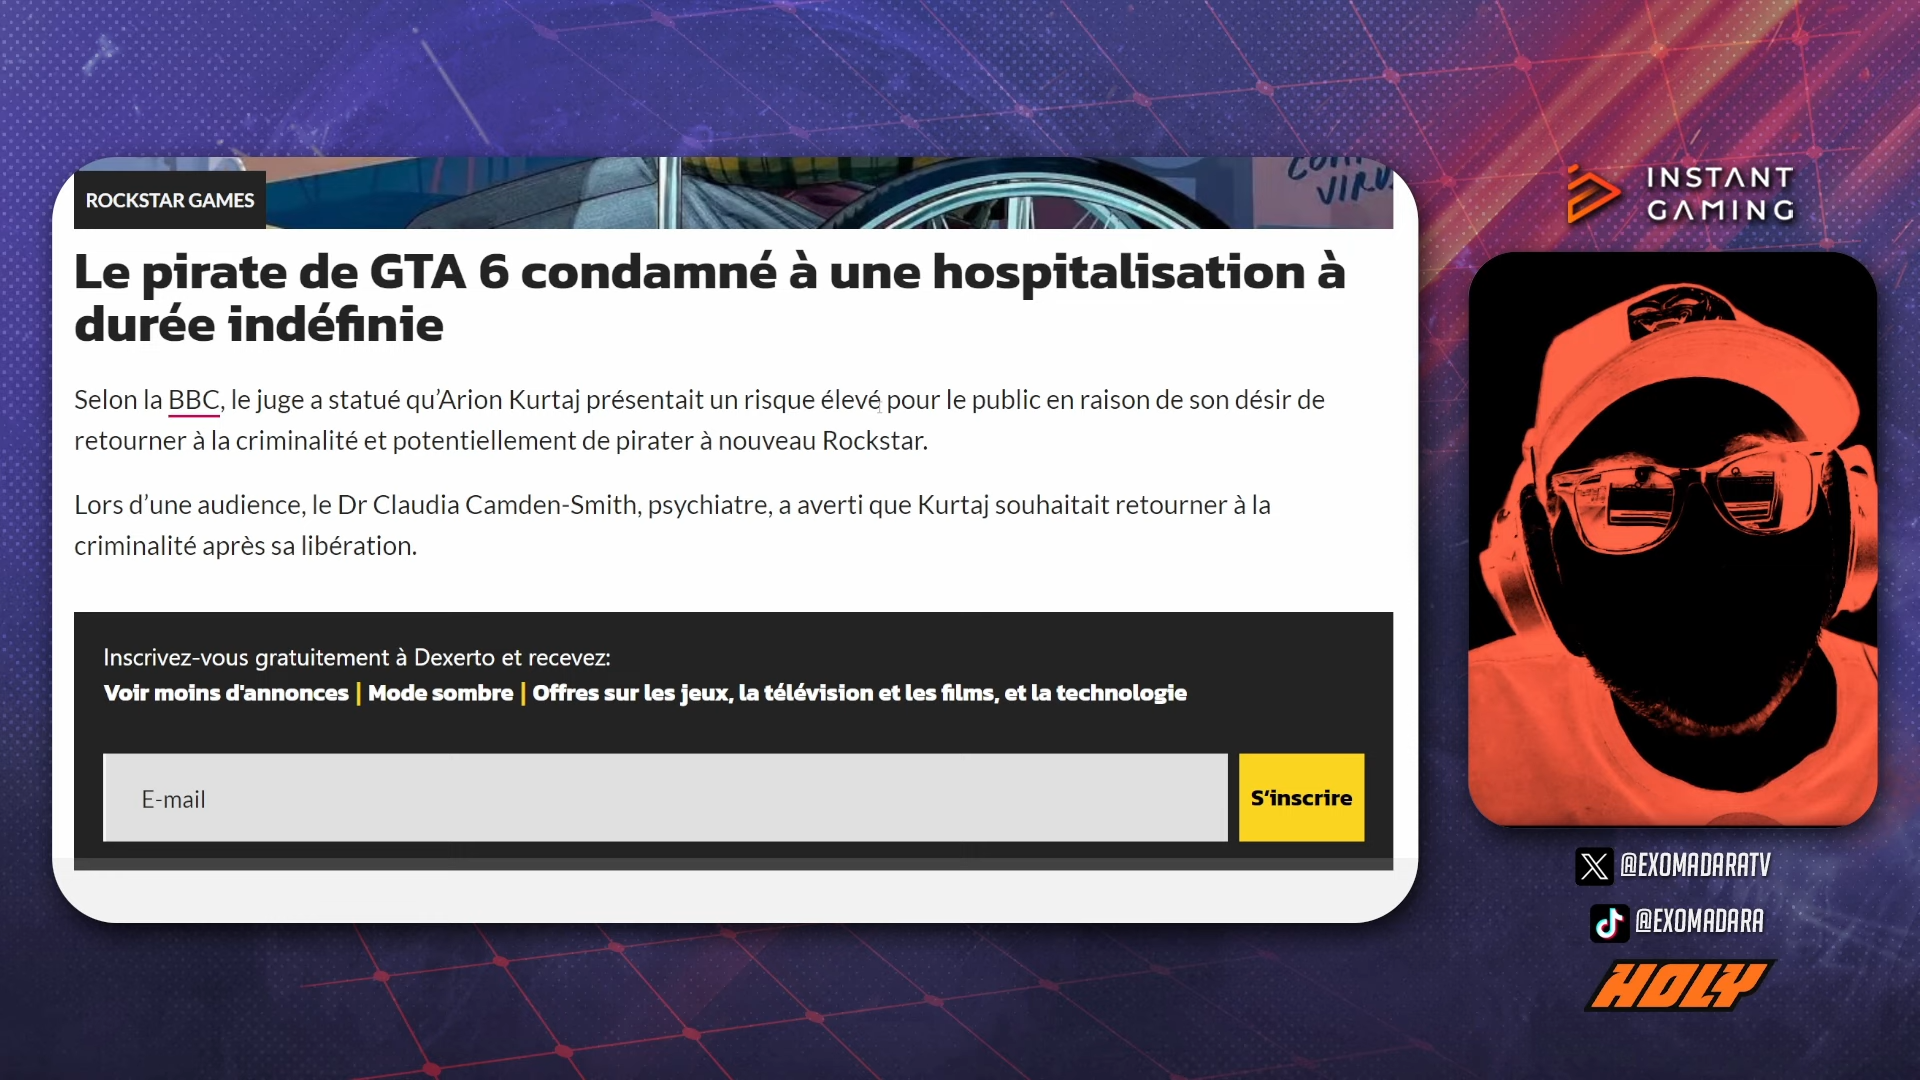 CONT
VIRUS
ROCKSTAR GAMES
Le pirate de GTA 6 condamné à une hospitalisation à
durée indéfinie
Selon la BBC, le juge a statué qu’Arion Kurtaj présentait un risque élevé pour le public en raison de son désir de
retourner à la criminalité et potentiellement de pirater à nouveau Rockstar.
Lors d’une audience, le Dr Claudia Camden-Smith, psychiatre, a averti que Kurtaj souhaitait retourner à la
criminalité après sa libération.
Inscrivez-vous gratuitement à Dexerto et recevez:
Voir moins d'annonces | Mode sombre | Offres sur les jeux, la télévision et les films, et la technologie
E-mail
S‘inscrire
INSTANT
GAMING
@EXOMADARATV
@EXOMADARA
HOLY